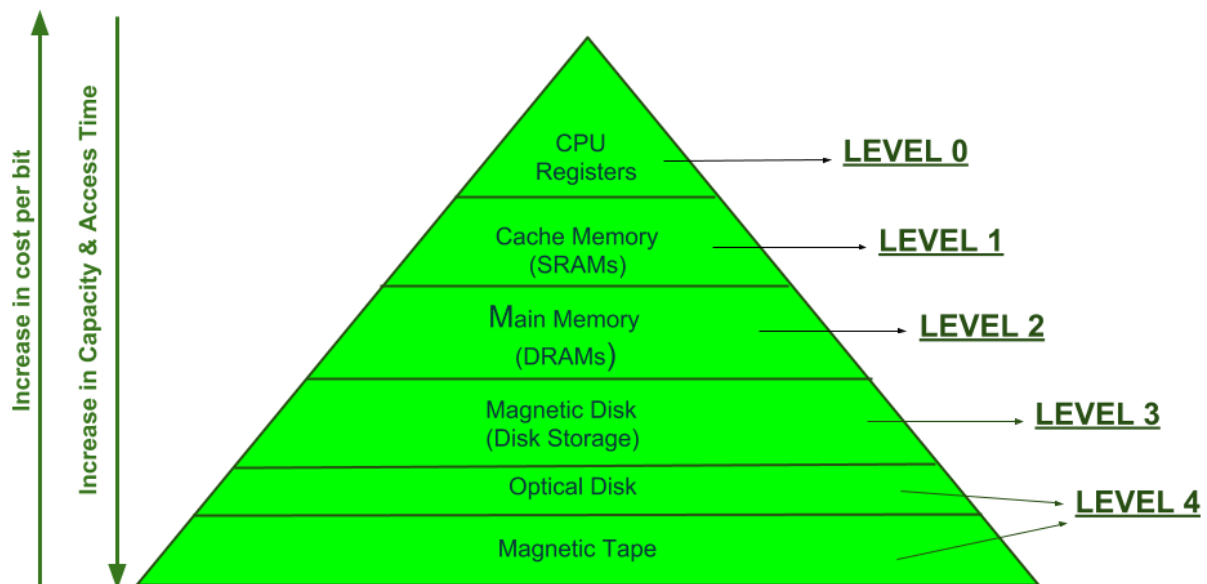 Increase in cost per bit
Increase in Capacity & Access Time
CPU
Registers
LEVEL 0
Cache Memory
(SRAMs)
LEVEL 1
Main Memory
(DRAMs)
LEVEL 2
Magnetic Disk
(Disk Storage)
LEVEL 3
Optical Disk
LEVEL 4
Magnetic Tape